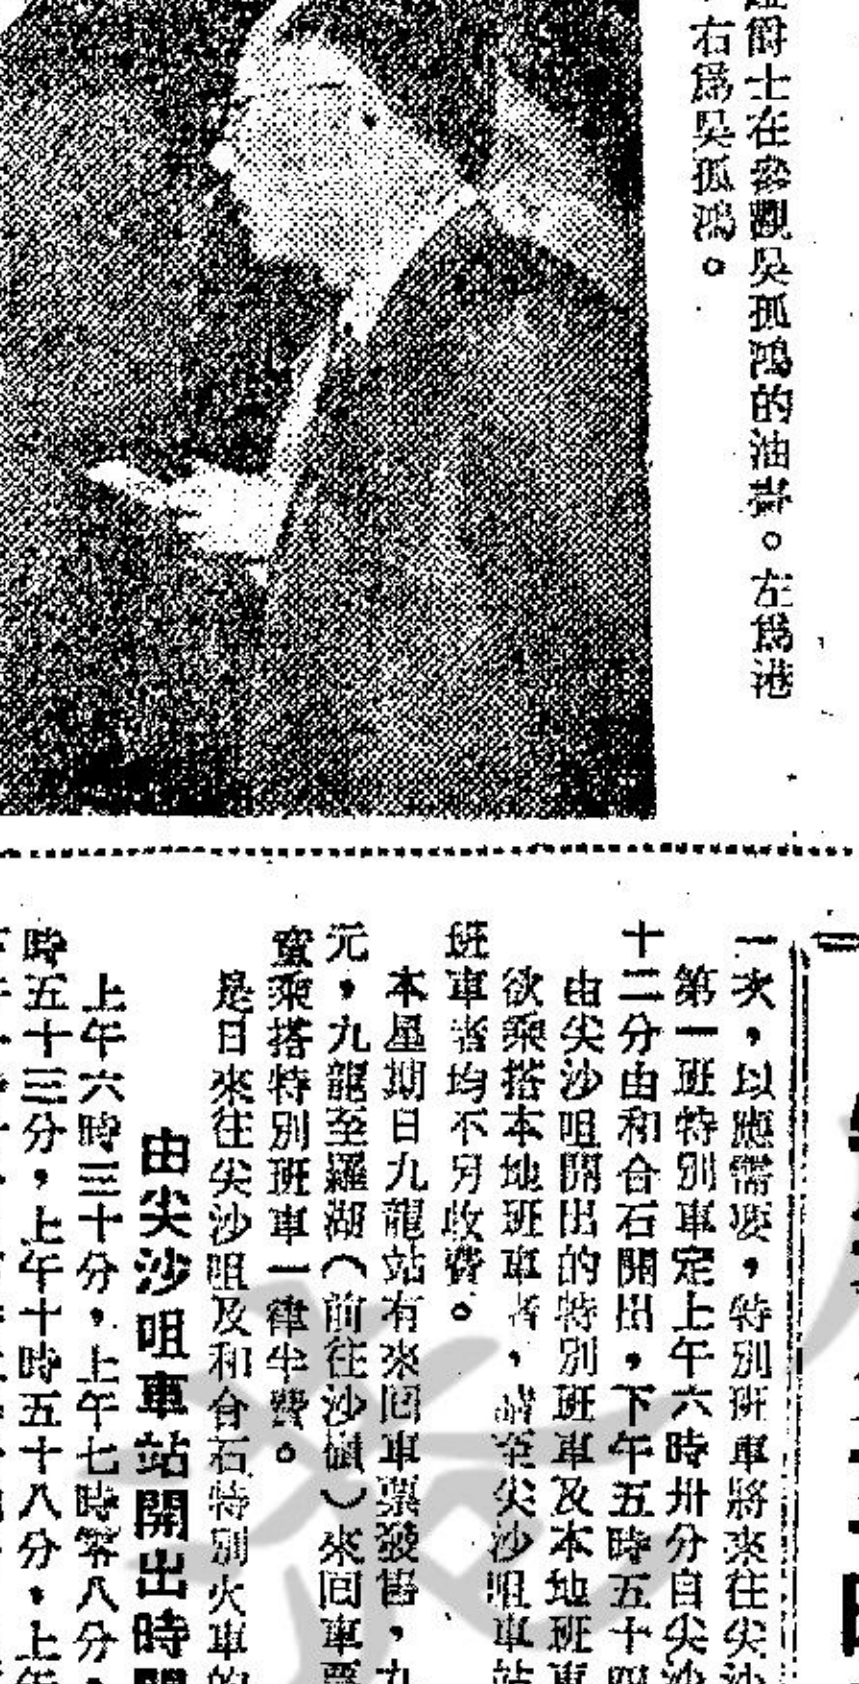 爵士在參觀吳孤鴻的油畫。左爲港
右爲吳孤鴻。
一次，以應需要，特別班車將來往尖沙
第一班特別車定上午六時卅分自尖沙
十二分由和合石開出，下午五時五十四
由尖沙咀開出的特別班車及本地班車
欲乘搭本地班車者，請至尖沙咀車站
班車者均不另收費。
本星期日九龍站有來回車票發售，九
元，九龍至羅湖（前往沙嶺）來回車票
童乘搭特別班車一律半費。
是日來往尖沙咀及和合石特別火車的
由尖沙咀車站開出時間
上午六時三十分，上午七時零八分，
時五十三分，上午十時五十八分，上午